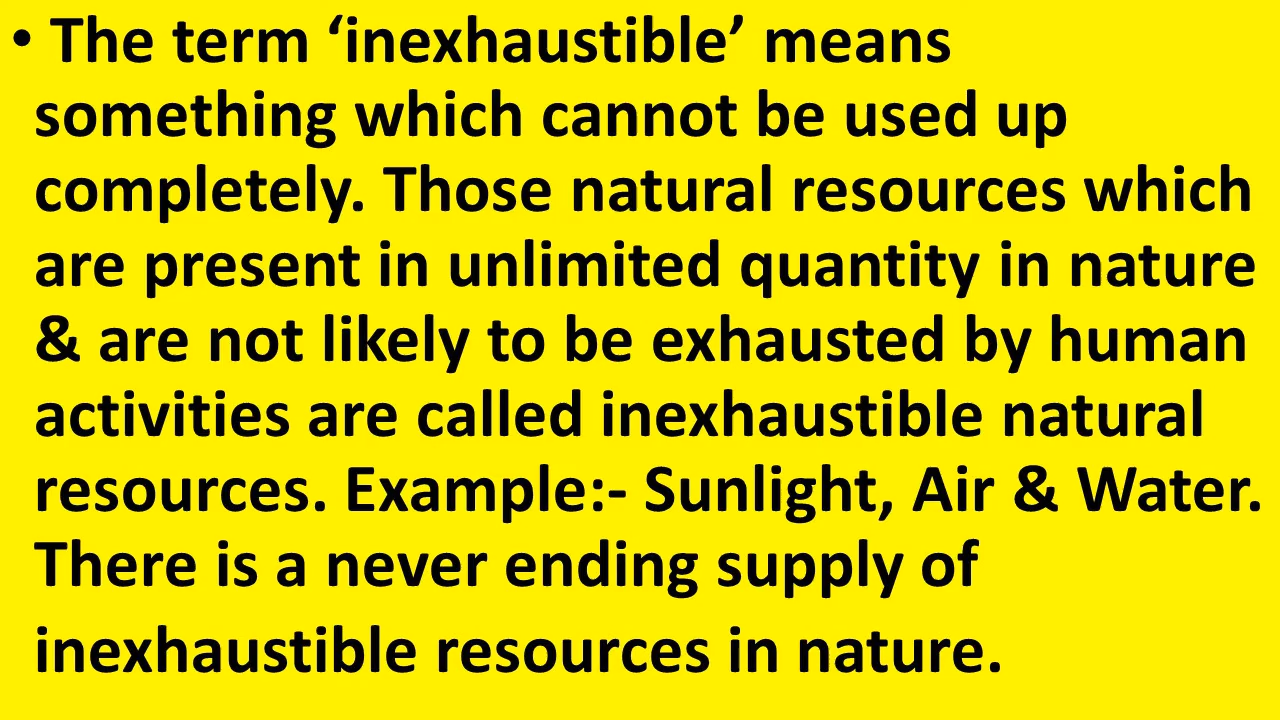 • The term ‘inexhaustible’ means
something which cannot be used up
completely. Those natural resources which
are present in unlimited quantity in nature
& are not likely to be exhausted by human
activities are called inexhaustible natural
resources. Example:- Sunlight, Air & Water.
There is a never ending supply of
inexhaustible resources in nature.